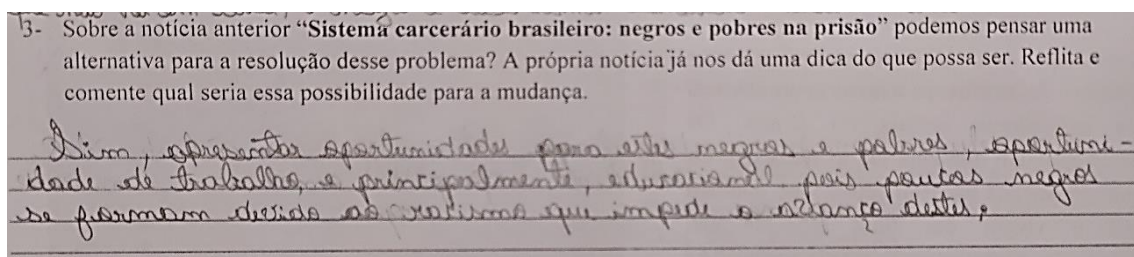 3- Sobre a notícia anterior “Sistema carcerário brasileiro: negros e pobres na prisão” podemos pensar uma
alternativa para a resolução desse problema? A própria notícia já nos dá uma dica do que possa ser. Reflita e
comente qual seria essa possibilidade para a mudança.
Sim, apresentar oportunidades para estes negros e pobres, oportuni-
dade de trabalho, e principalmente, educacional pois poucos negros
se formam devido ao racismo que impede o destes.